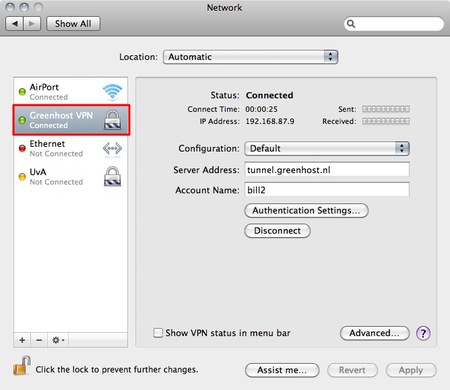 Network
Show All
Location: Automatic
AirPort
Connected
Greenhost VPN
Connected
Ethernet
Not Connected
UvA
Not Connected
Status: Connected
Connect Time: 00:00:25 Sent:
IP Address: 192.168.87.9 Received:
Configuration: Default
Server Address: tunnel.greenhost.nl
Account Name: bill2
Authentication Settings...
Disconnect
Show VPN status in menu bar
Advanced... ?
Click the lock to prevent further changes.
Assist me... Revert Apply